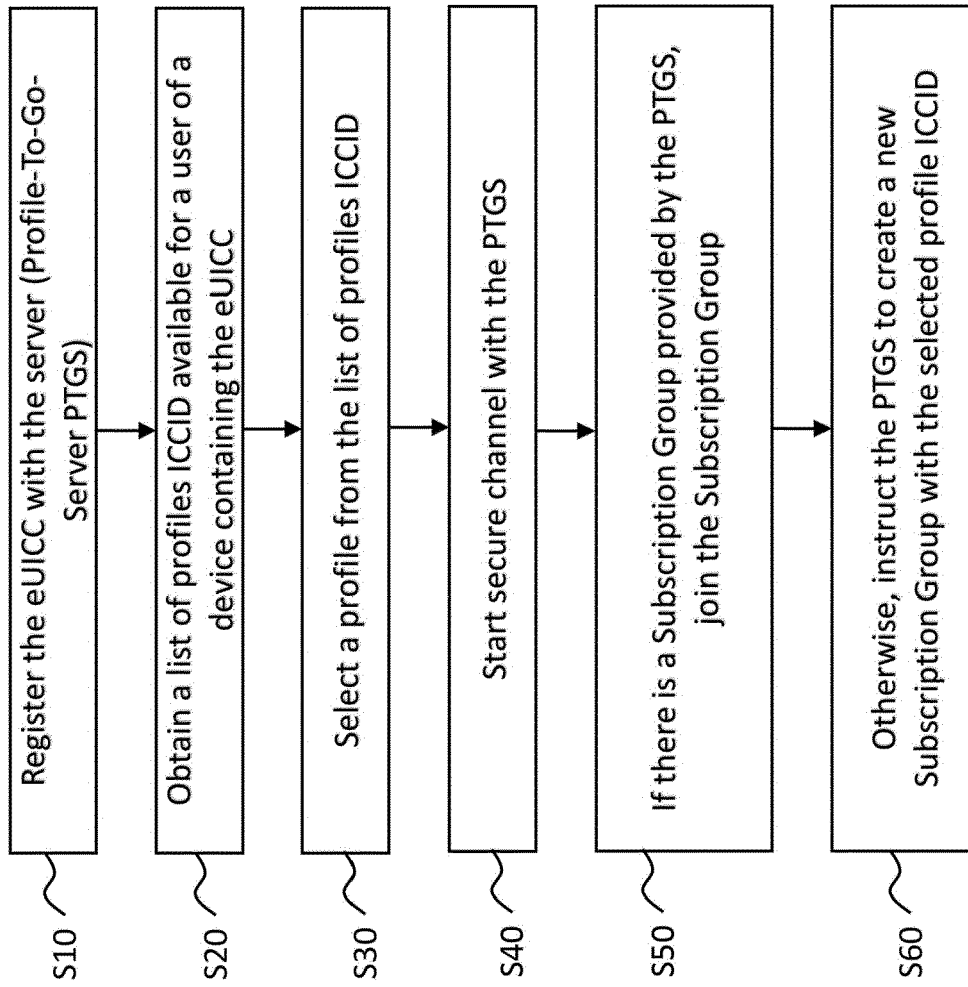 S10
Register the eUICC with the server (Profile-To-Go-
Server PTGS)
S20
Obtain a list of profiles ICCID available for a user of a
device containing the eUICC
S30
Select a profile from the list of profiles ICCID
S40
Start secure channel with the PTGS
S50
If there is a Subscription Group provided by the PTGS,
join the Subscription Group
S60
Otherwise, instruct the PTGS to create a new
Subscription Group with the selected profile ICCID